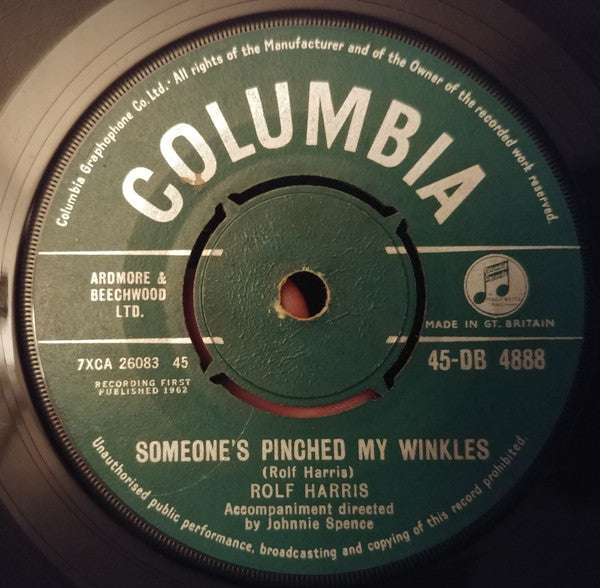 Columbia Graphophone Co. Ltd. · All rights of the Manufacturer and of the Owner of the recorded work reserved.
COLUMBIA
ARDMORE &
BEECHWOOD
LTD.
MADE IN GT. BRITAIN
7XCA 26083 45
45-DB 4888
RECORDING FIRST
PUBLISHED 1962
SOMEONE'S PINCHED MY WINKLES
(Rolf Harris)
ROLF HARRIS
Accompaniment directed
by Johnnie Spence
Unauthorised public performance, broadcasting and copying of this record prohibited.